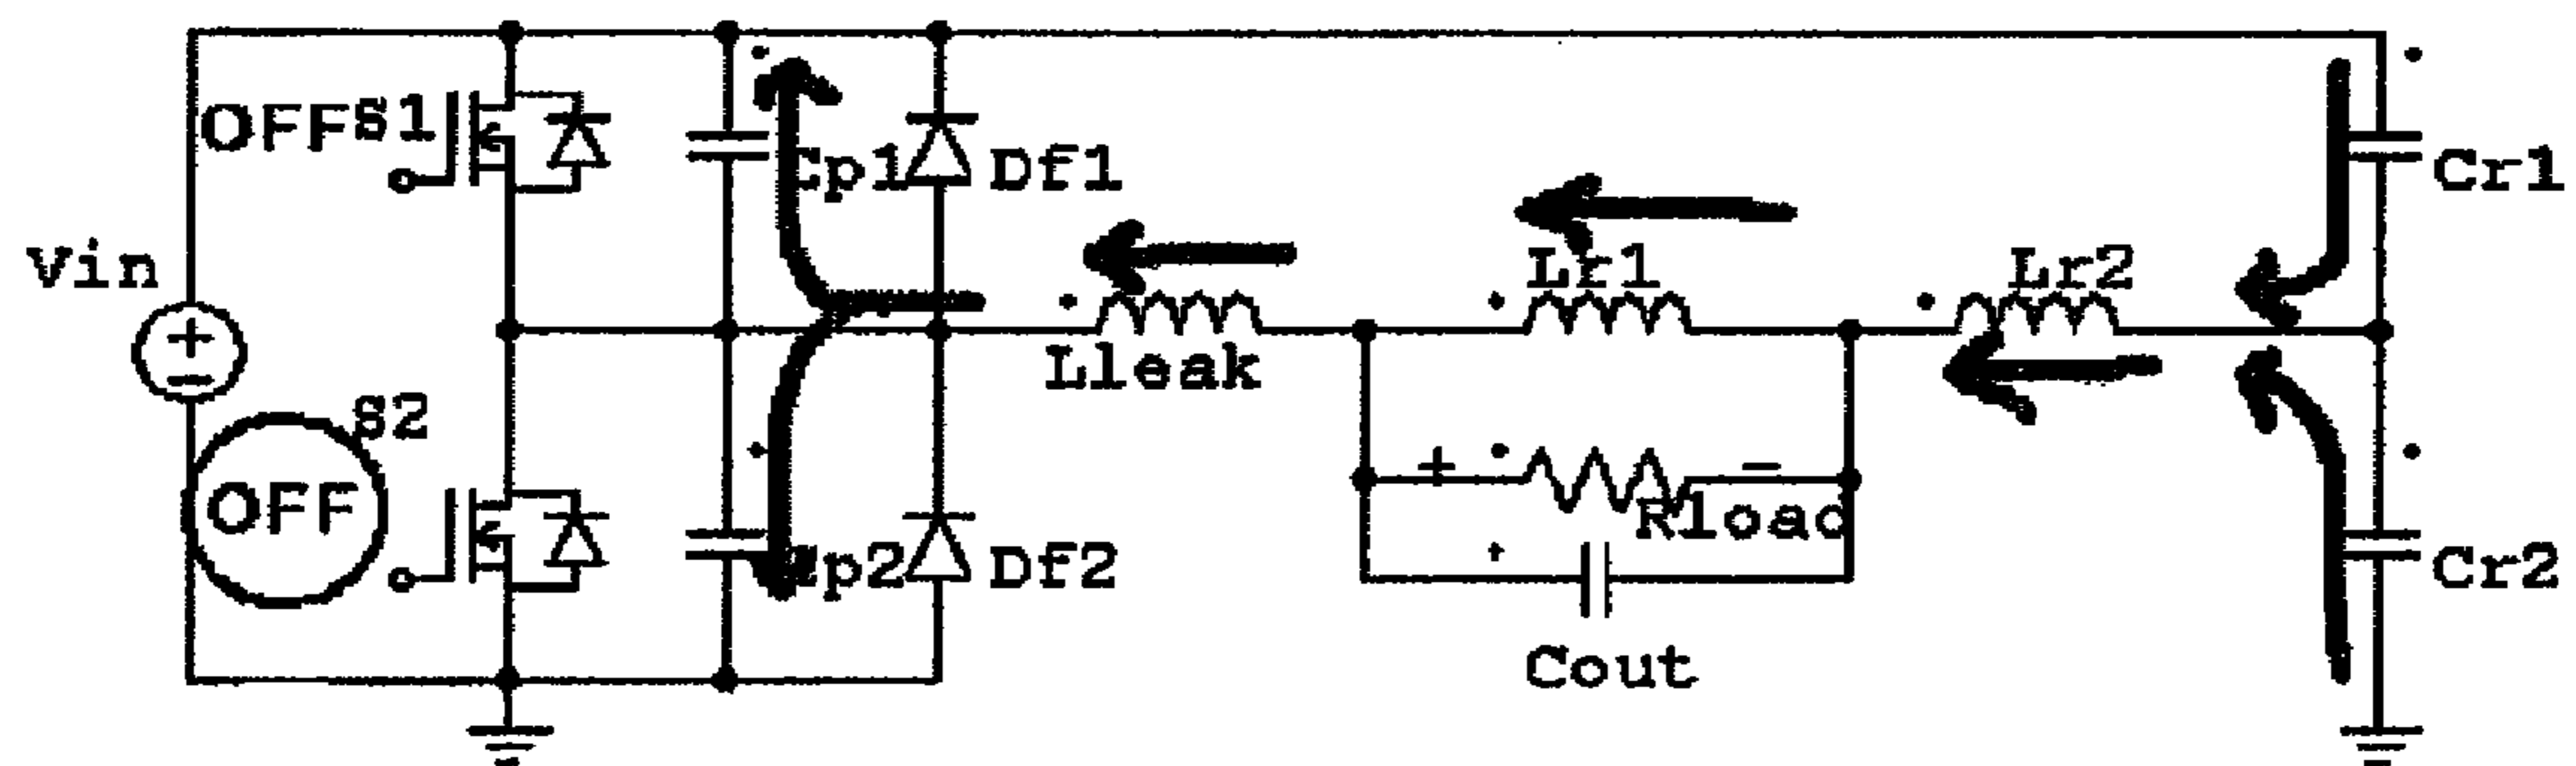 OFF S1
Cp1
Df1
Cr1
Vin
+
−
Lr1
Lr2
Lleak
S2
OFF
+
−
Rload
Cp2
Df2
Cr2
Cout